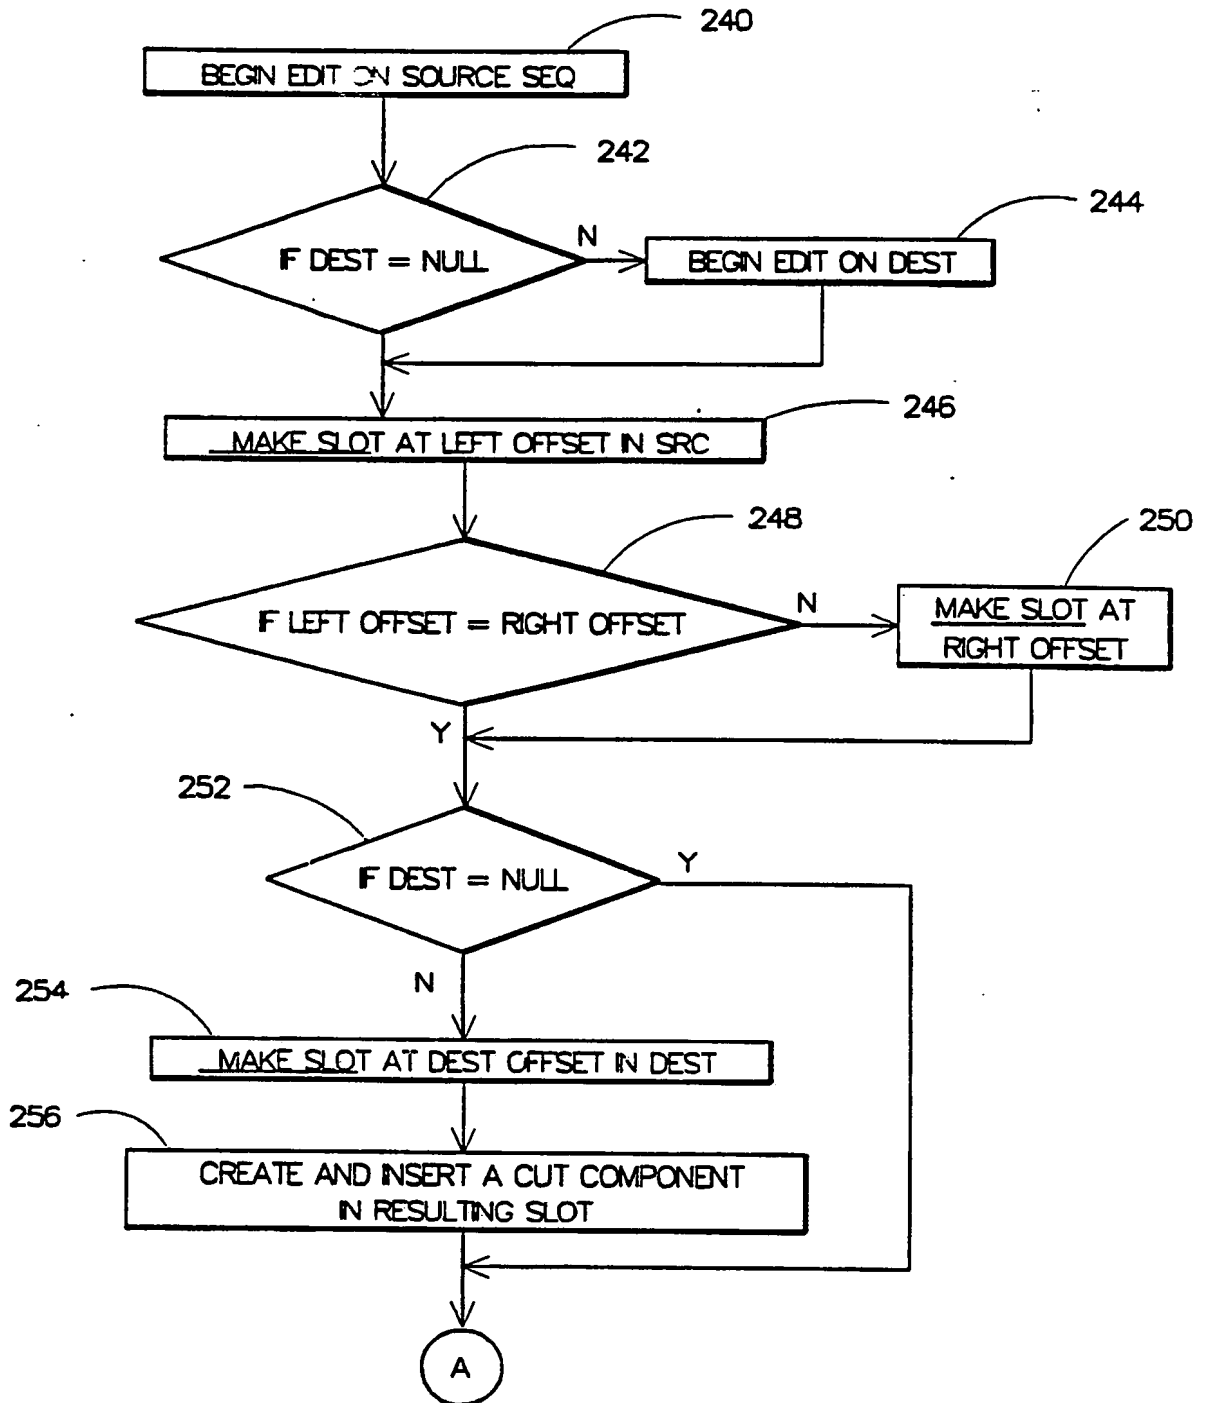 240
BEGIN EDIT ON SOURCE SEQ
242
244
IF DEST = NULL
N
BEGIN EDIT ON DEST
246
MAKE SLOT AT LEFT OFFSET IN SRC
248
250
IF LEFT OFFSET = RIGHT OFFSET
N
MAKE SLOT AT
RIGHT OFFSET
Y
252
IF DEST = NULL
Y
N
254
MAKE SLOT AT DEST OFFSET IN DEST
256
CREATE AND INSERT A CUT COMPONENT
IN RESULTING SLOT
A